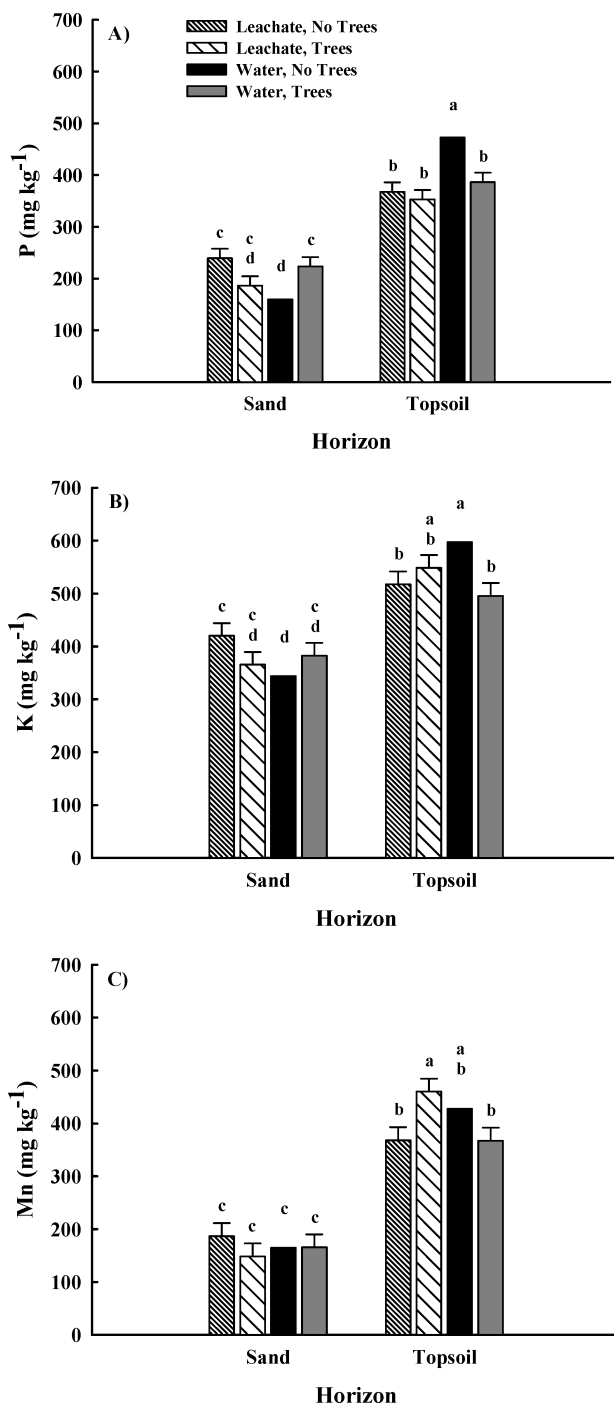 A)
Leachate, No Trees
Leachate, Trees
Water, No Trees
Water, Trees
P (mg kg-1)
700
600
500
400
300
200
100
0
c
c
d
d
c
b
b
a
b
Sand
Topsoil
Horizon
B)
K (mg kg-1)
700
600
500
400
300
200
100
0
c
c
d
d
c
d
b
a
b
a
b
Sand
Topsoil
Horizon
C)
Mn (mg kg-1)
700
600
500
400
300
200
100
0
c
c
c
c
b
a
a
b
b
Sand
Topsoil
Horizon